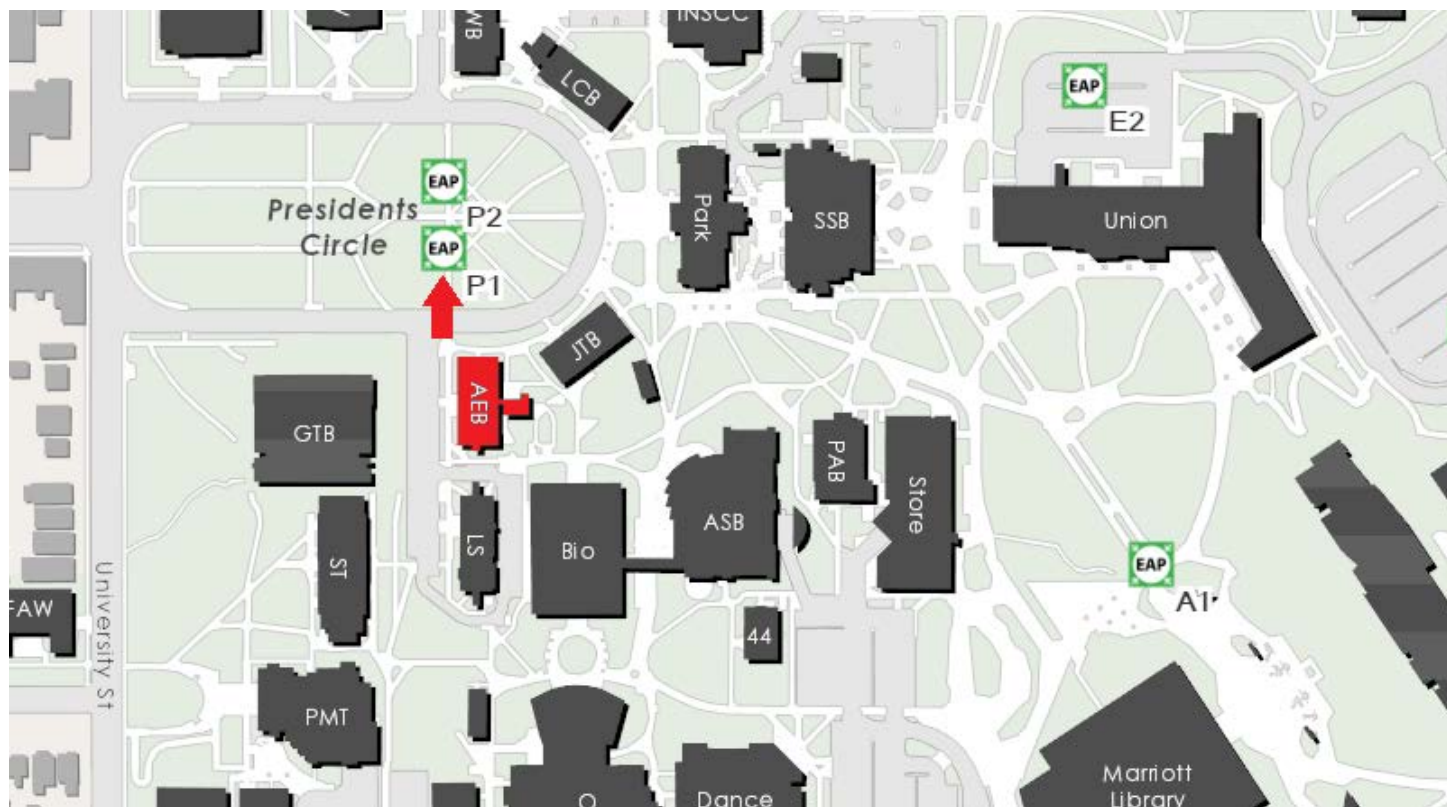 WB
INSCC
LCB
EAP
E2
EAP
P2
Presidents
Circle
EAP
P1
Park
SSB
Union
JTB
AEB
GTB
PAB
Store
ASB
Bio
LS
ST
EAP
A1
University St
FAW
44
PMT
Marriott
Library
Dance